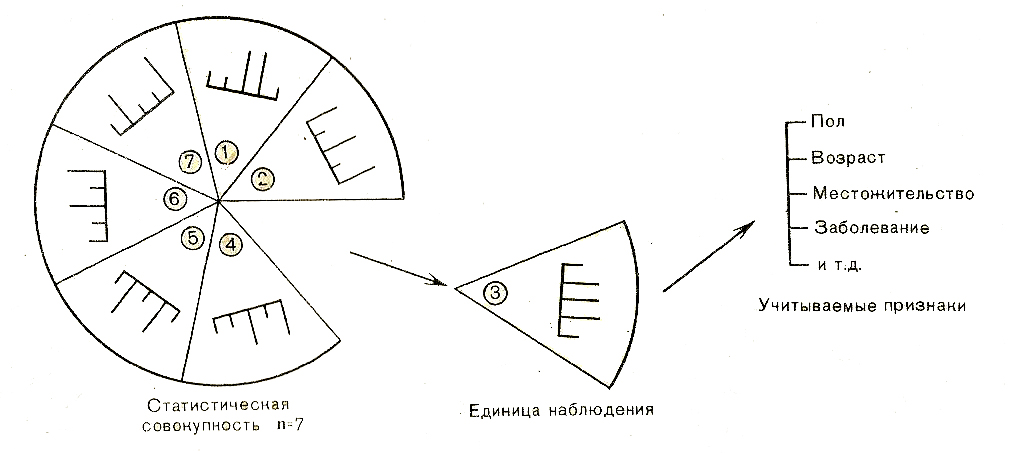 1
2
7
6
5
4
3
Статистическая
совокупность n=7
Единица наблюдения
Пол
Возраст
Местожительство
Заболевание
и т.д.
Учитываемые признаки